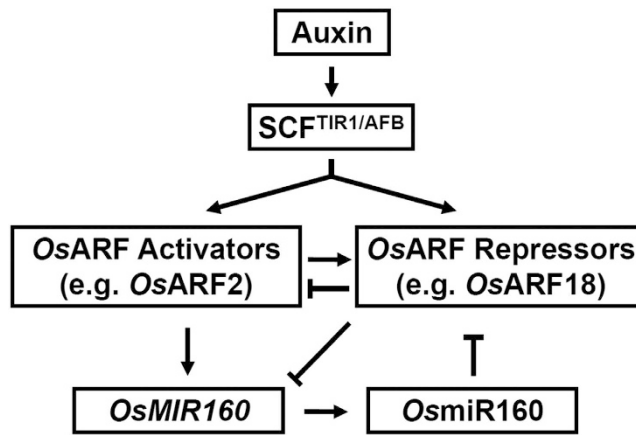 Auxin
SCFTIR1/AFB
OsARF Activators
(e.g. OsARF2)
OsARF Repressors
(e.g. OsARF18)
OsMIR160
OsmiR160